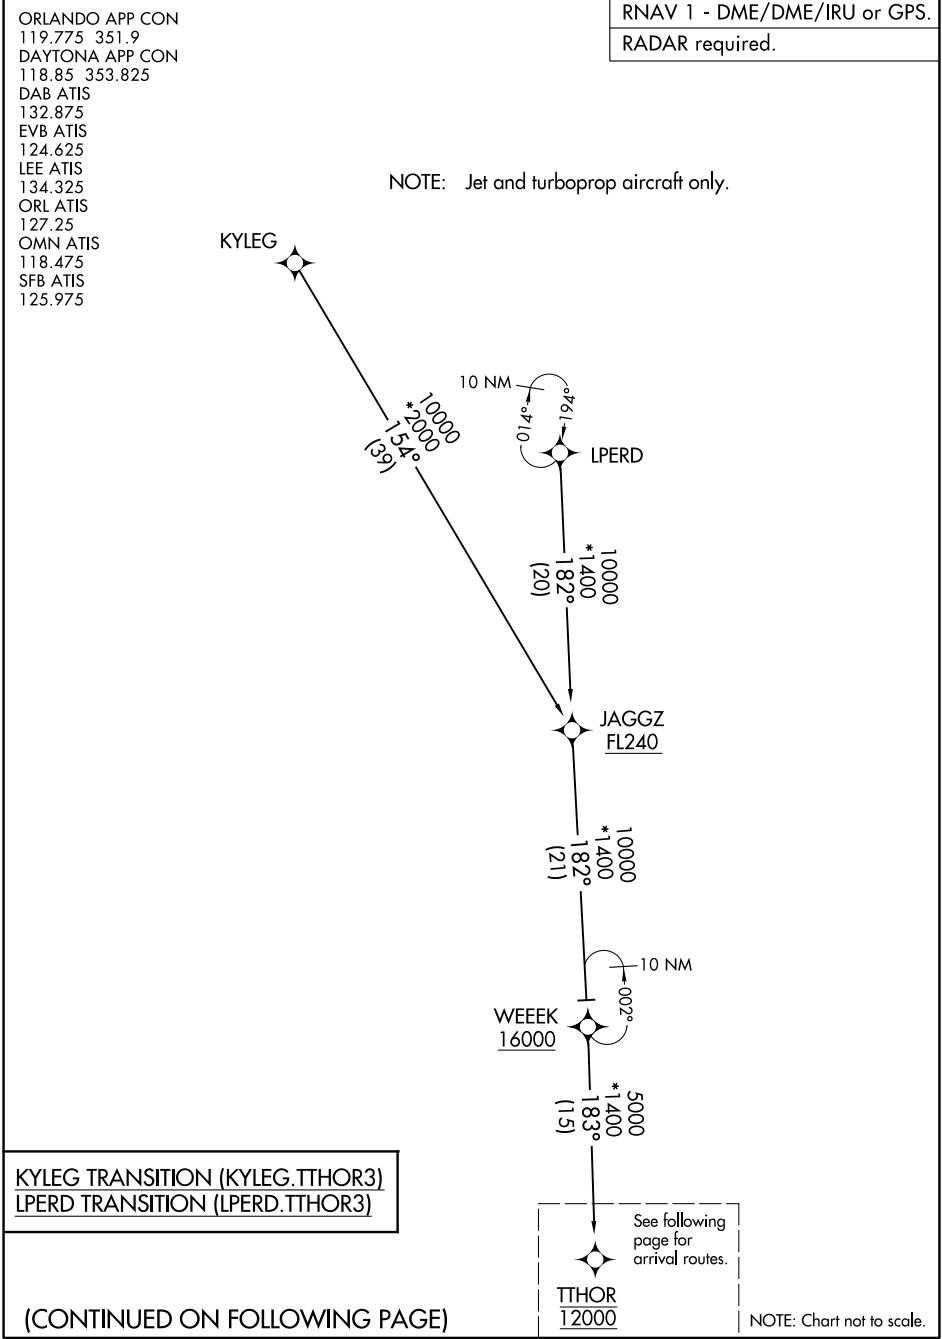 ORLANDO APP CON
119.775 351.9
DAYTONA APP CON
118.85 353.825
DAB ATIS
132.875
EVB ATIS
124.625
LEE ATIS
134.325
ORL ATIS
127.25
OMN ATIS
118.475
SFB ATIS
125.975
RNAV 1 - DME/DME/IRU or GPS.
RADAR required.
NOTE: Jet and turboprop aircraft only.
KYLEG
10000
*2000
154°
(39)
10 NM
014°
194°
LPERD
10000
*1400
182°
(20)
JAGGZ
FL240
10000
*1400
182°
(21)
10 NM
002°
WEEEK
16000
5000
*1400
183°
(15)
KYLEG TRANSITION (KYLEG.TTHOR3)
LPERD TRANSITION (LPERD.TTHOR3)
See following
page for
arrival routes.
TTHOR
12000
(CONTINUED ON FOLLOWING PAGE)
NOTE: Chart not to scale.